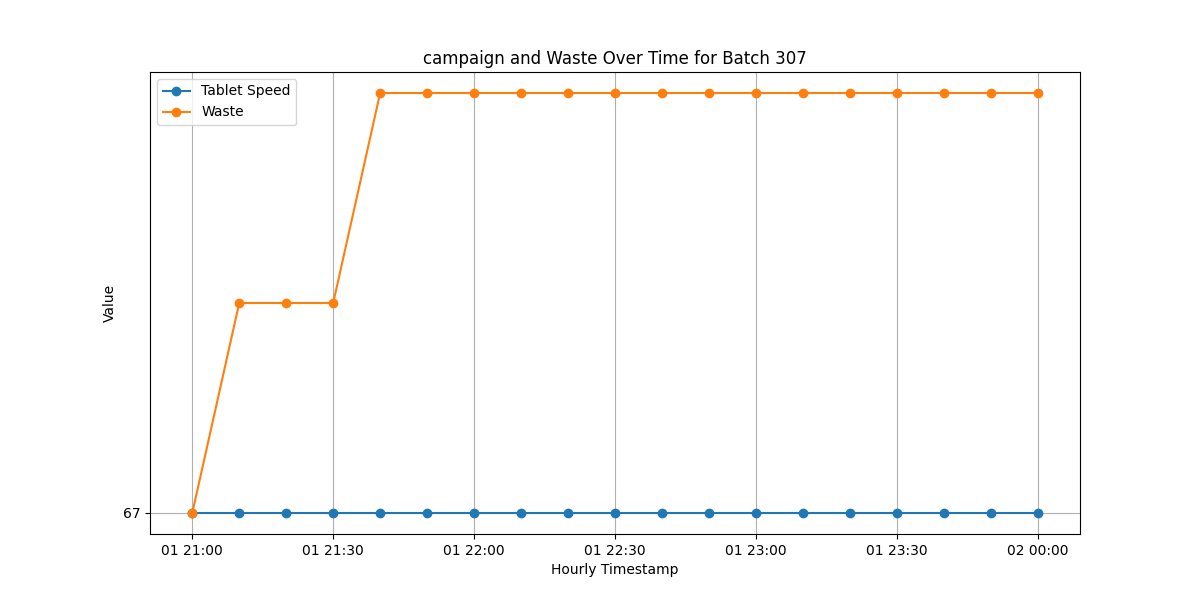 campaign and Waste Over Time for Batch 307
Tablet Speed
Waste
Value
67
01 21:00
01 21:30
01 22:00
01 22:30
01 23:00
01 23:30
02 00:00
Hourly Timestamp